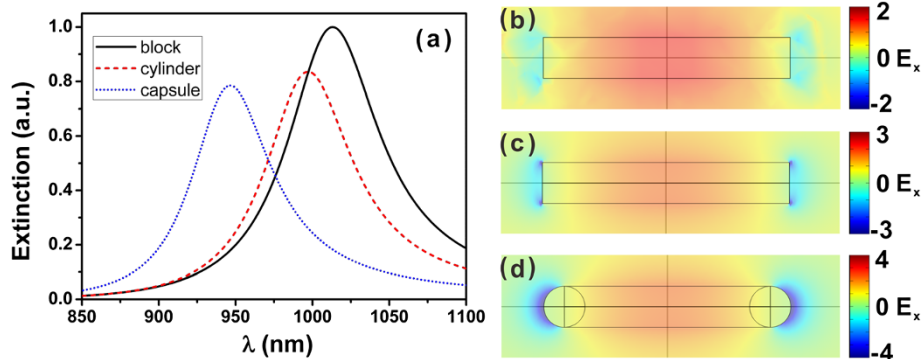 (a)
block
cylinder
capsule
Extinction (a.u.)
1.0
0.8
0.6
0.4
0.2
0.0
850 900 950 1000 1050 1100
λ (nm)
(b)
2
0 Ex
-2
(c)
3
0 Ex
-3
(d)
4
0 Ex
-4